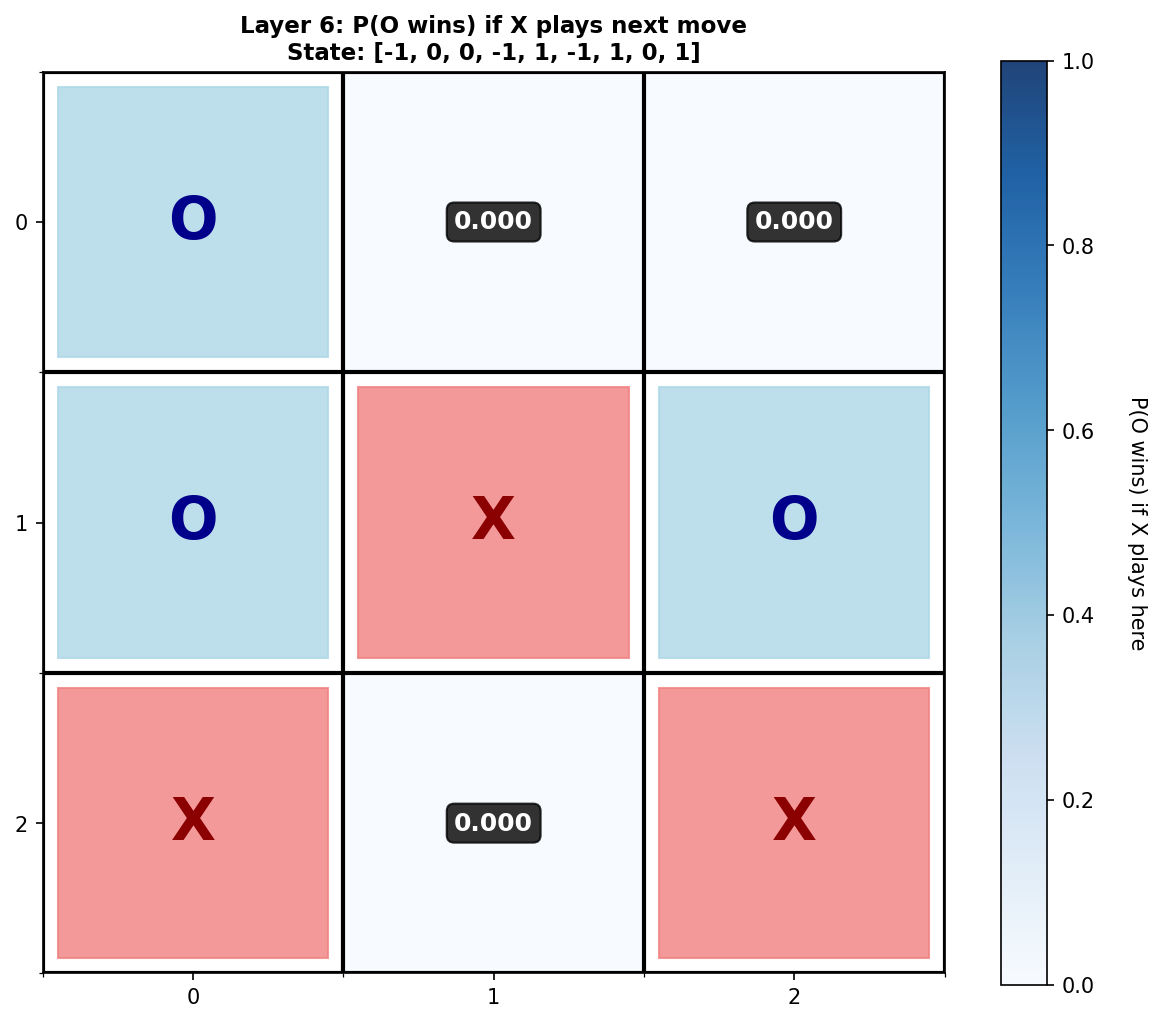 Layer 6: P(O wins) if X plays next move
State: [-1, 0, 0, -1, 1, -1, 1, 0, 1]
0
O
0.000
0.000
1
O
X
O
2
X
0.000
X
0
1
2
1.0
0.8
0.6
0.4
0.2
0.0
P(O wins) if X plays here